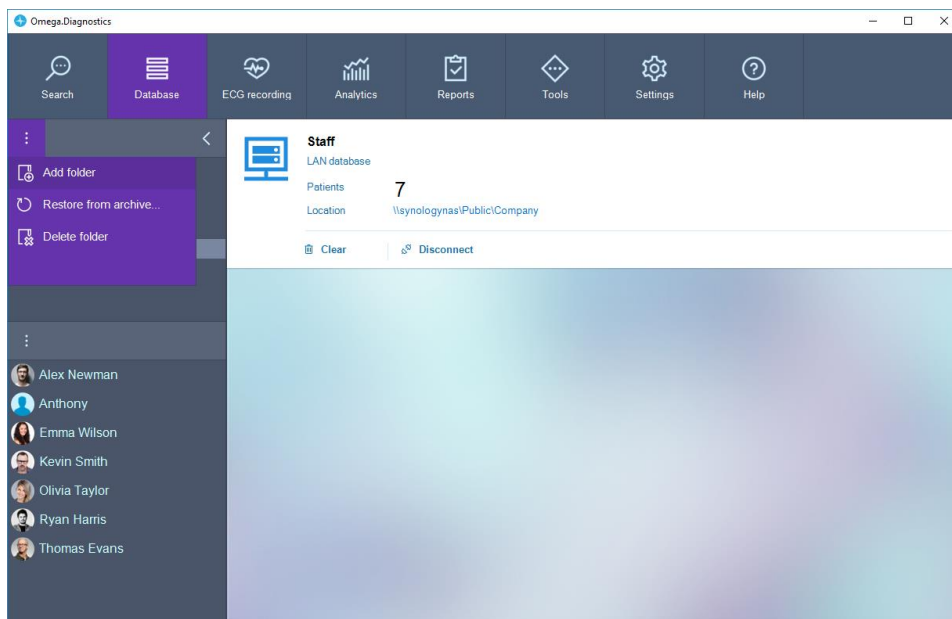 Omega.Diagnostics
Search
Database
ECG recording
Analytics
Reports
Tools
Settings
Help
Add folder
Restore from archive...
Delete folder
Staff
LAN database
Patients 7
Location \\synologynas\Public\Company
Clear Disconnect
Alex Newman
Anthony
Emma Wilson
Kevin Smith
Olivia Taylor
Ryan Harris
Thomas Evans